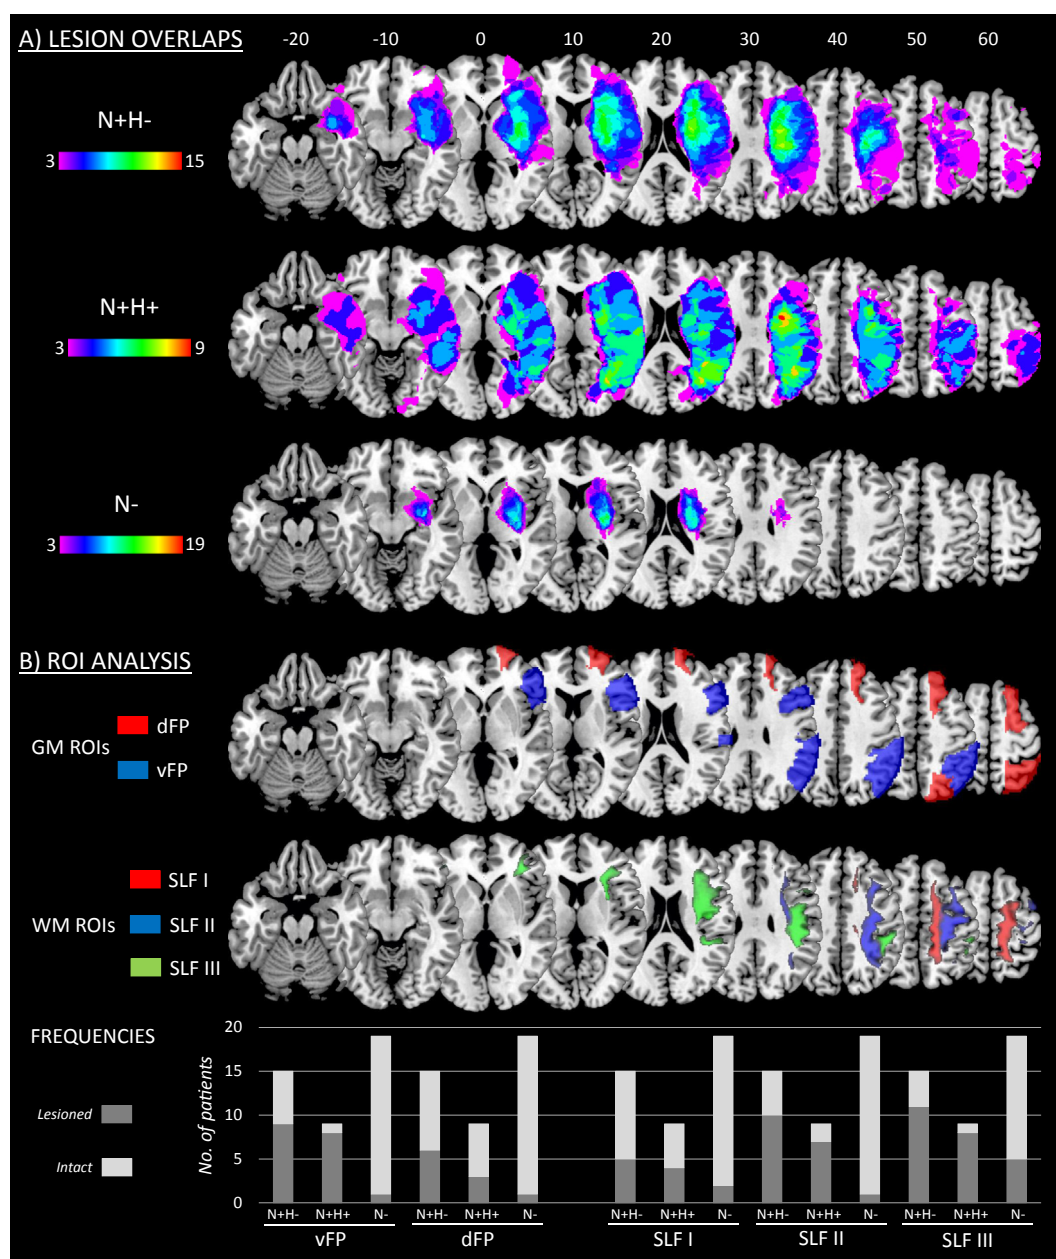 A) LESION OVERLAPS
-20 -10 0 10 20 30 40 50 60
N+H-
3 15
N+H+
3 9
N-
3 19
B) ROI ANALYSIS
GM ROIs
dFP
vFP
WM ROIs
SLF I
SLF II
SLF III
FREQUENCIES
Lesioned
Intact
No. of patients
20
15
10
5
0
N+H- N+H+ N- N+H- N+H+ N- N+H- N+H+ N- N+H- N+H+ N- N+H- N+H+ N-
vFP dFP SLF I SLF II SLF III